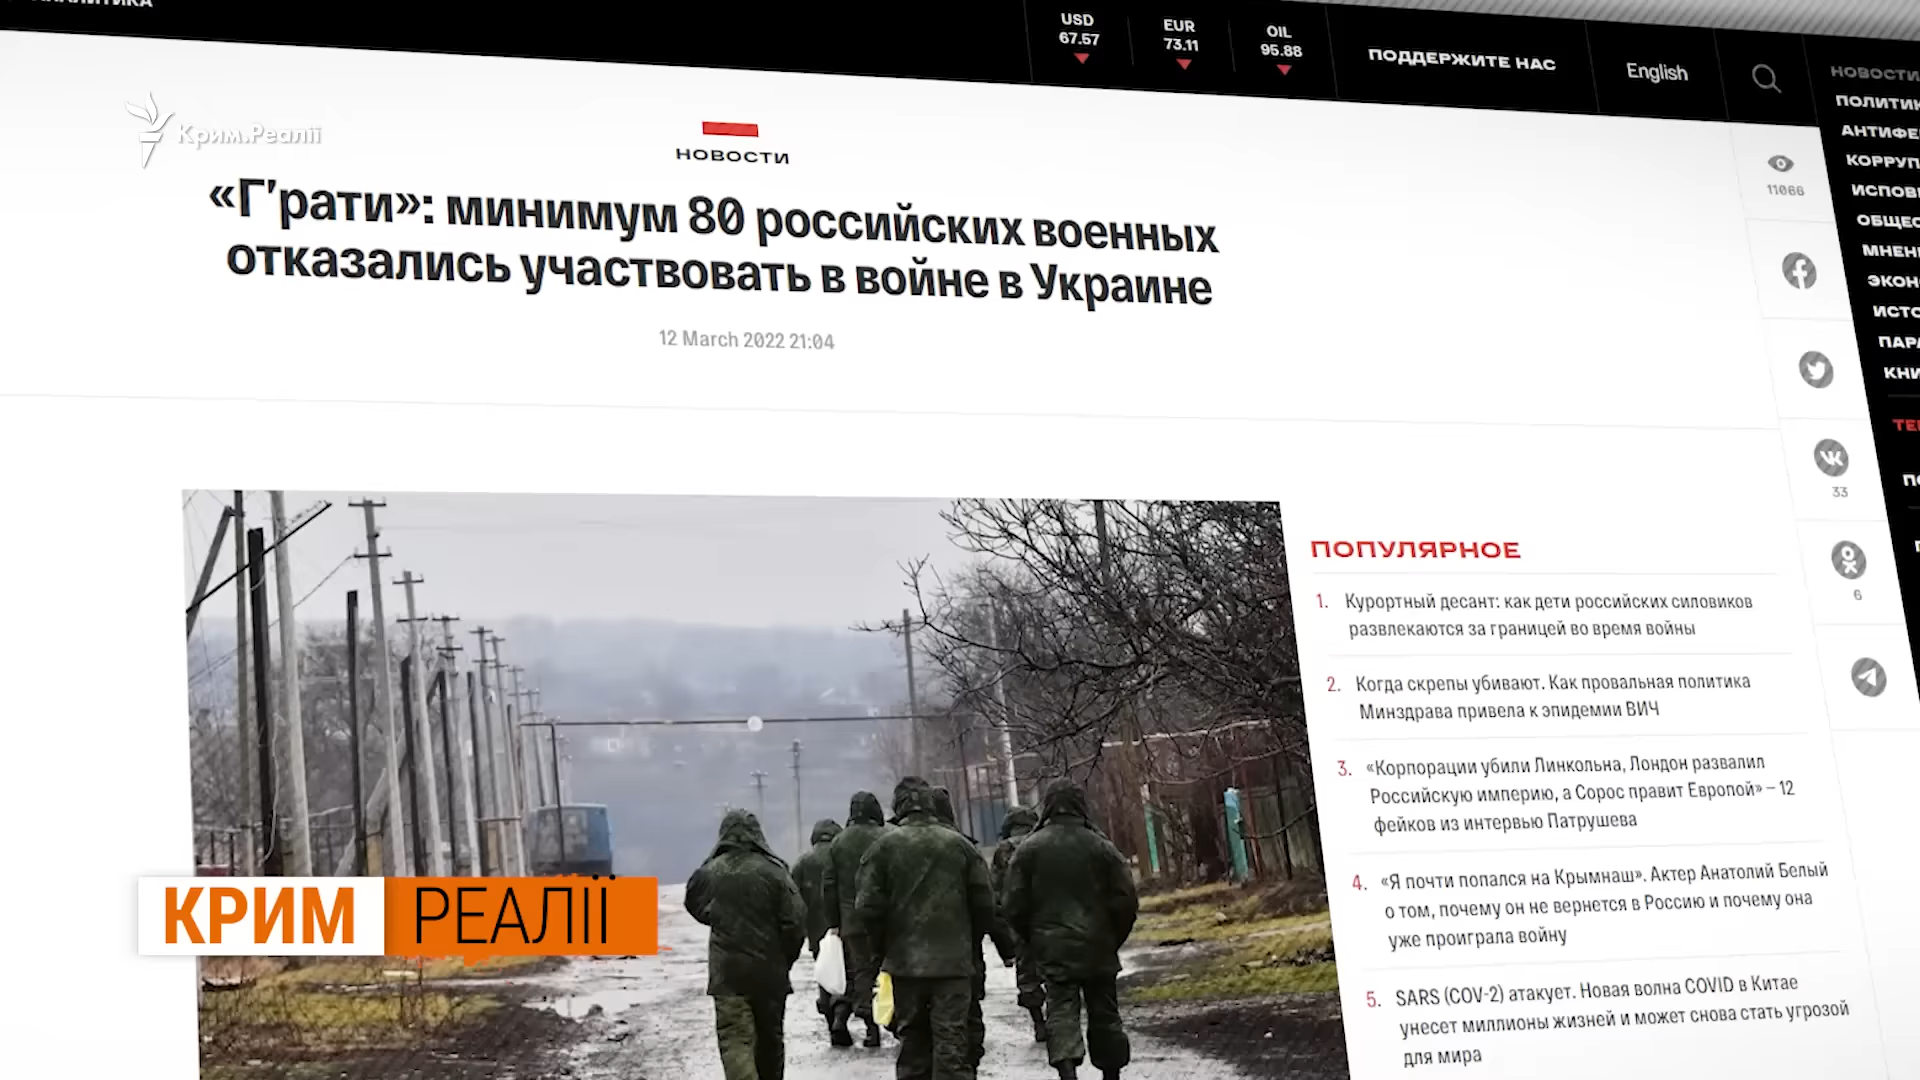 USD
67.57
EUR
73.11
OIL
95.88
ПОДДЕРЖИТЕ НАС
English
Крим.Реалії
НОВОСТИ
«Ґрати»: минимум 80 российских военных
отказались участвовать в войне в Украине
12 March 2022 21:04
11066
33
6
НОВОСТИ
ПОПУЛЯРНОЕ
1. Курортный десант: как дети российских силовиков
развлекаются за границей во время войны
2. Когда скрепы убивают. Как провальная политика
Минздрава привела к эпидемии ВИЧ
3. «Корпорации убили Линкольна, Лондон развалил
Российскую империю, а Сорос правит Европой» – 12
фейков из интервью Патрушева
4. «Я почти попался на Крымнаш». Актер Анатолий Белый
о том, почему он не вернется в Россию и почему она
уже проиграла войну
5. SARS (COV-2) атакует. Новая волна COVID в Китае
унесет миллионы жизней и может снова стать угрозой
для мира
КРИМ РЕАЛІЇ